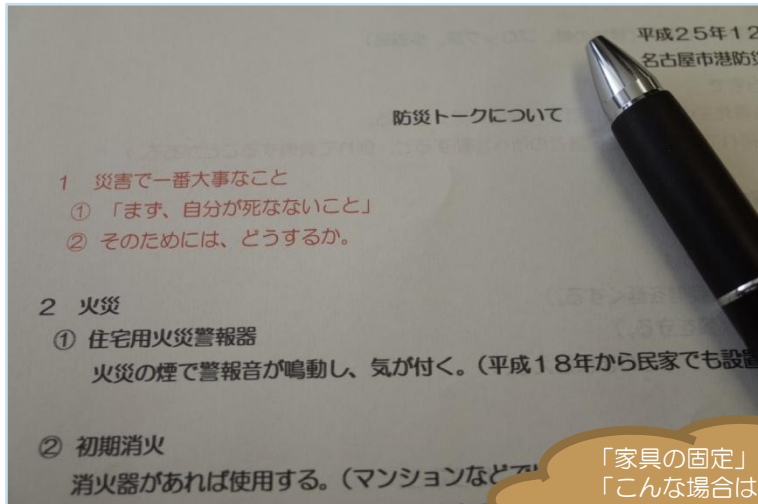 平成25年12
名古屋市港防災
防災トークについて
1 災害で一番大事なこと
① 「まず、自分が死なないこと」
② そのためには、どうするか。
2 火災
① 住宅用火災警報器
火災の煙で警報音が鳴動し、気が付く。(平成18年から民家でも設置
② 初期消火
消火器があれば使用する。(マンションなどで
「家具の固定」
「こんな場合は